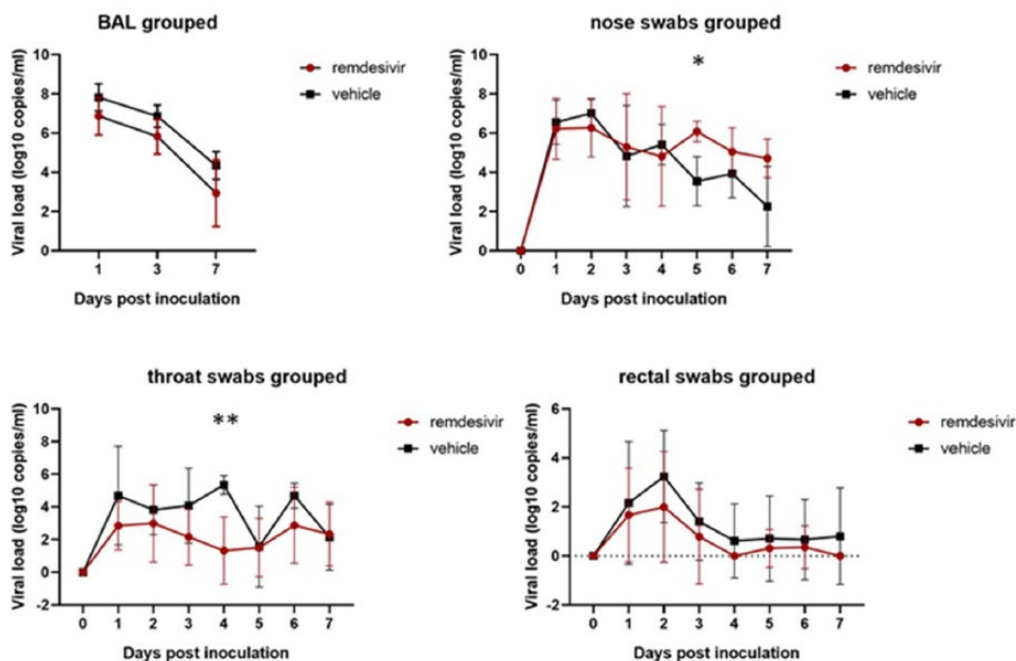 BAL grouped
10
8
6
4
2
0
Viral load (log10 copies/ml)
1 3 7
Days post inoculation
remdesivir
vehicle
nose swabs grouped
*
10
8
6
4
2
0
Viral load (log10 copies/ml)
0 1 2 3 4 5 6 7
Days post inoculation
remdesivir
vehicle
throat swabs grouped
**
10
8
6
4
2
0
-2
Viral load (log10 copies/ml)
0 1 2 3 4 5 6 7
Days post inoculation
remdesivir
vehicle
rectal swabs grouped
6
4
2
0
-2
Viral load (log10 copies/ml)
0 1 2 3 4 5 6 7
Days post inoculation
remdesivir
vehicle